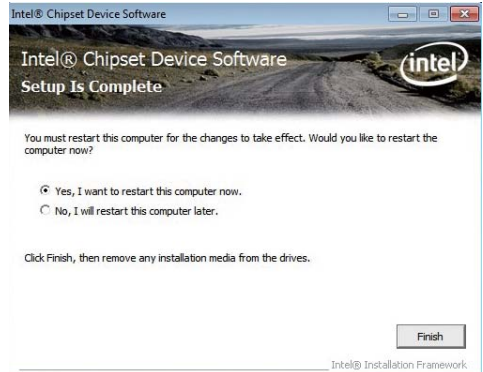 Intel® Chipset Device Software
Intel® Chipset Device Software
intel®
Setup Is Complete
You must restart this computer for the changes to take effect. Would you like to restart the
computer now?
Yes, I want to restart this computer now.
No, I will restart this computer later.
Click Finish, then remove any installation media from the drives.
Finish
Intel® Installation Framework